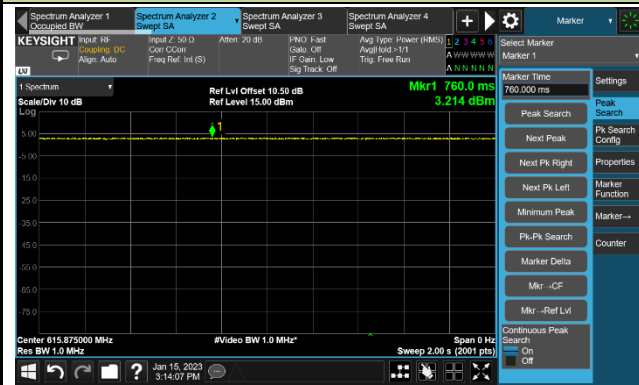 Spectrum Analyzer 1
Occupied BW
Spectrum Analyzer 2
Swept SA
Spectrum Analyzer 3
Swept SA
Spectrum Analyzer 4
Swept SA
Marker
KEYSIGHT
Input: RF
Coupling: DC
Align: Auto
Input Z: 50 Ω
Corr CCorr
Freq Ref: Int (S)
Atten: 20 dB
PNO: Fast
Gate: Off
IF Gain: Low
Sig Track: Off
Avg Type: Power (RMS)
Avg|Hold:>1/1
Trig: Free Run
1 2 3 4 5 6
A W W W W W
A N N N N N
LXI
Select Marker
Marker 1
1 Spectrum
Scale/Div 10 dB
Log
Ref Lvl Offset 10.50 dB
Ref Level 15.00 dBm
Mkr1 760.0 ms
3.214 dBm
1
5.00
-5.00
-15.0
-25.0
-35.0
-45.0
-55.0
-65.0
-75.0
Center 615.875000 MHz
Res BW 1.0 MHz
#Video BW 1.0 MHz*
Span 0 Hz
Sweep 2.00 s (2001 pts)
Marker Time
760.000 ms
Peak Search
Next Peak
Next Pk Right
Next Pk Left
Minimum Peak
Pk-Pk Search
Marker Delta
Mkr→CF
Mkr→Ref Lvl
Continuous Peak
Search
On
Off
Settings
Peak
Search
Pk Search
Config
Properties
Marker
Function
Marker→
Counter
?
Jan 15, 2023
3:14:07 PM